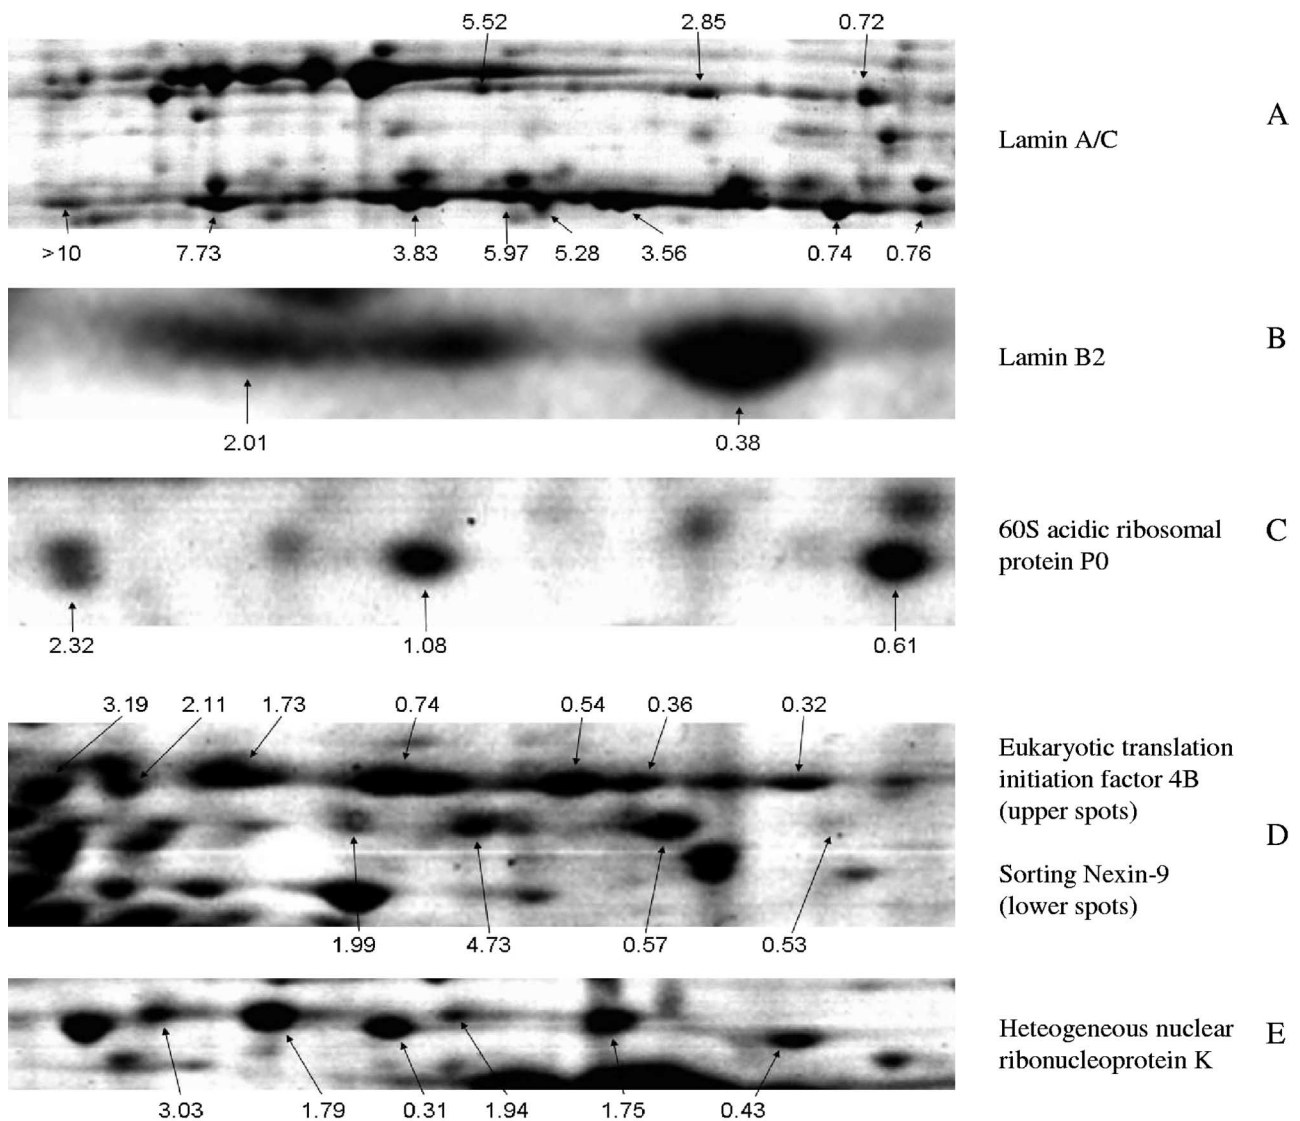 5.52 2.85 0.72
A
Lamin A/C
>10 7.73 3.83 5.97 5.28 3.56 0.74 0.76
B
Lamin B2
2.01 0.38
60S acidic ribosomal
protein P0
C
2.32 1.08 0.61
3.19 2.11 1.73 0.74 0.54 0.36 0.32
Eukaryotic translation
initiation factor 4B
(upper spots)
D
Sorting Nexin-9
(lower spots)
1.99 4.73 0.57 0.53
Heteogeneous nuclear
ribonucleoprotein K
E
3.03 1.79 0.31 1.94 1.75 0.43